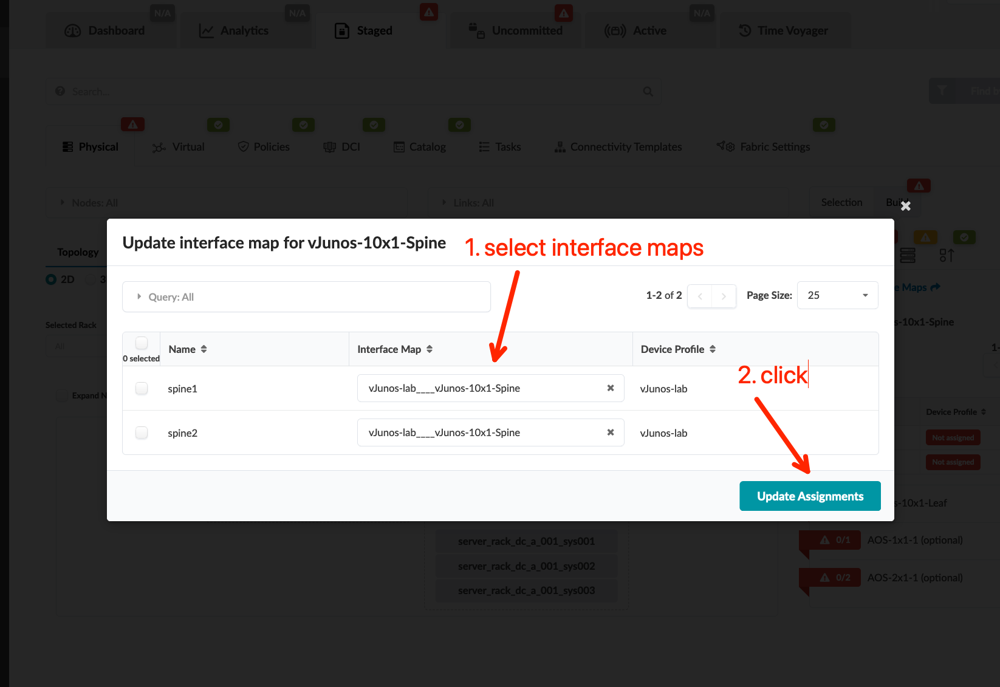 N/A
N/A
N/A
Dashboard
Analytics
Staged
Uncommitted
Active
Time Voyager
Search...
Physical
Virtual
Policies
DCI
Catalog
Tasks
Connectivity Templates
Fabric Settings
Nodes: All
Links: All
Selection
Build
Update interface map for vJunos-10x1-Spine
1. select interface maps
Topology
2D
3
Maps
Query: All
1-2 of 2
Page Size:
25
s-10x1-Spine
Selected Rack
All
0 selected
Name
Interface Map
Device Profile
1-
2. click
spine1
vJunos-lab____vJunos-10x1-Spine
vJunos-lab
Expand N
Device Profile
spine2
vJunos-lab____vJunos-10x1-Spine
vJunos-lab
Not assigned
Not assigned
Update Assignments
s-10x1-Leaf
server_rack_dc_a_001_sys001
0/1
AOS-1x1-1 (optional)
server_rack_dc_a_001_sys002
0/2
AOS-2x1-1 (optional)
server_rack_dc_a_001_sys003